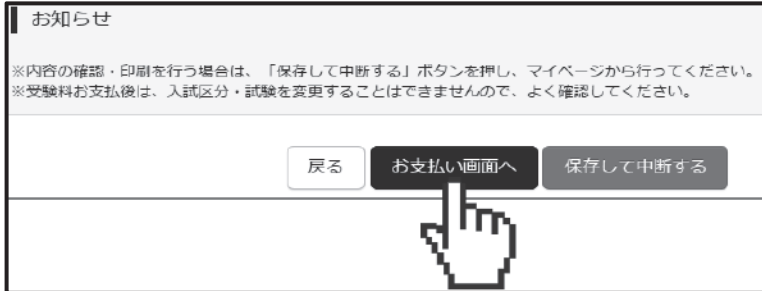 お知らせ
※内容の確認・印刷を行う場合は、「保存して中断する」ボタンを押し、マイページから行ってください。
※受験料お支払後は、入試区分・試験を変更することはできませんので、よく確認してください。
戻る お支払い画面へ 保存して中断する